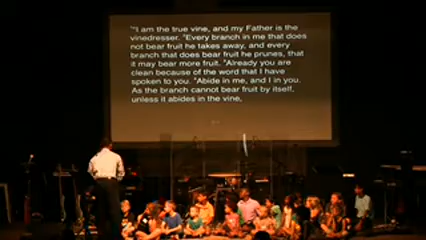 "I am the true vine, and my Father is the
vinedresser. "Every branch in me that does
not bear fruit he takes away, and every
branch that does bear fruit he prunes, that
it may bear more fruit. "Already you are
clean because of the word that I have
spoken to you. "Abide in me, and I in you.
As the branch cannot bear fruit by itself,
unless it abides in the vine,